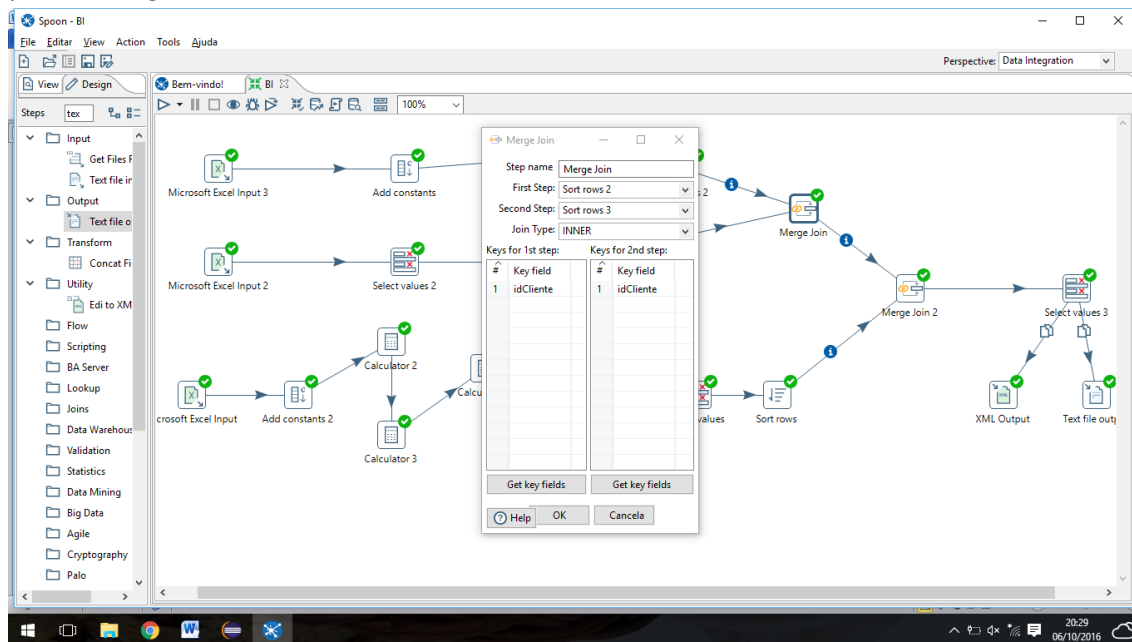 Spoon - BI
File Editar View Action Tools Ajuda
Perspective: Data Integration
View Design
Bem-vindo! BI
Steps tex
100%
Input
Get Files F
Text file ir
Output
Text file o
Transform
Concat Fi
Utility
Edi to XM
Flow
Scripting
BA Server
Lookup
Joins
Data Warehous
Validation
Statistics
Data Mining
Big Data
Agile
Cryptography
Palo
Microsoft Excel Input 3
Add constants
s 2
Merge Join
Microsoft Excel Input 2
Select values 2
Merge Join 2
Select values 3
Calculator 2
Calcu
crosoft Excel Input
Add constants 2
Calculator 3
values
Sort rows
XML Output
Text file outp
Merge Join
Step name Merge Join
First Step: Sort rows 2
Second Step: Sort rows 3
Join Type: INNER
Keys for 1st step: Keys for 2nd step:
# Key field # Key field
1 idCliente 1 idCliente
Get key fields Get key fields
Help OK Cancela
20:29
06/10/2016